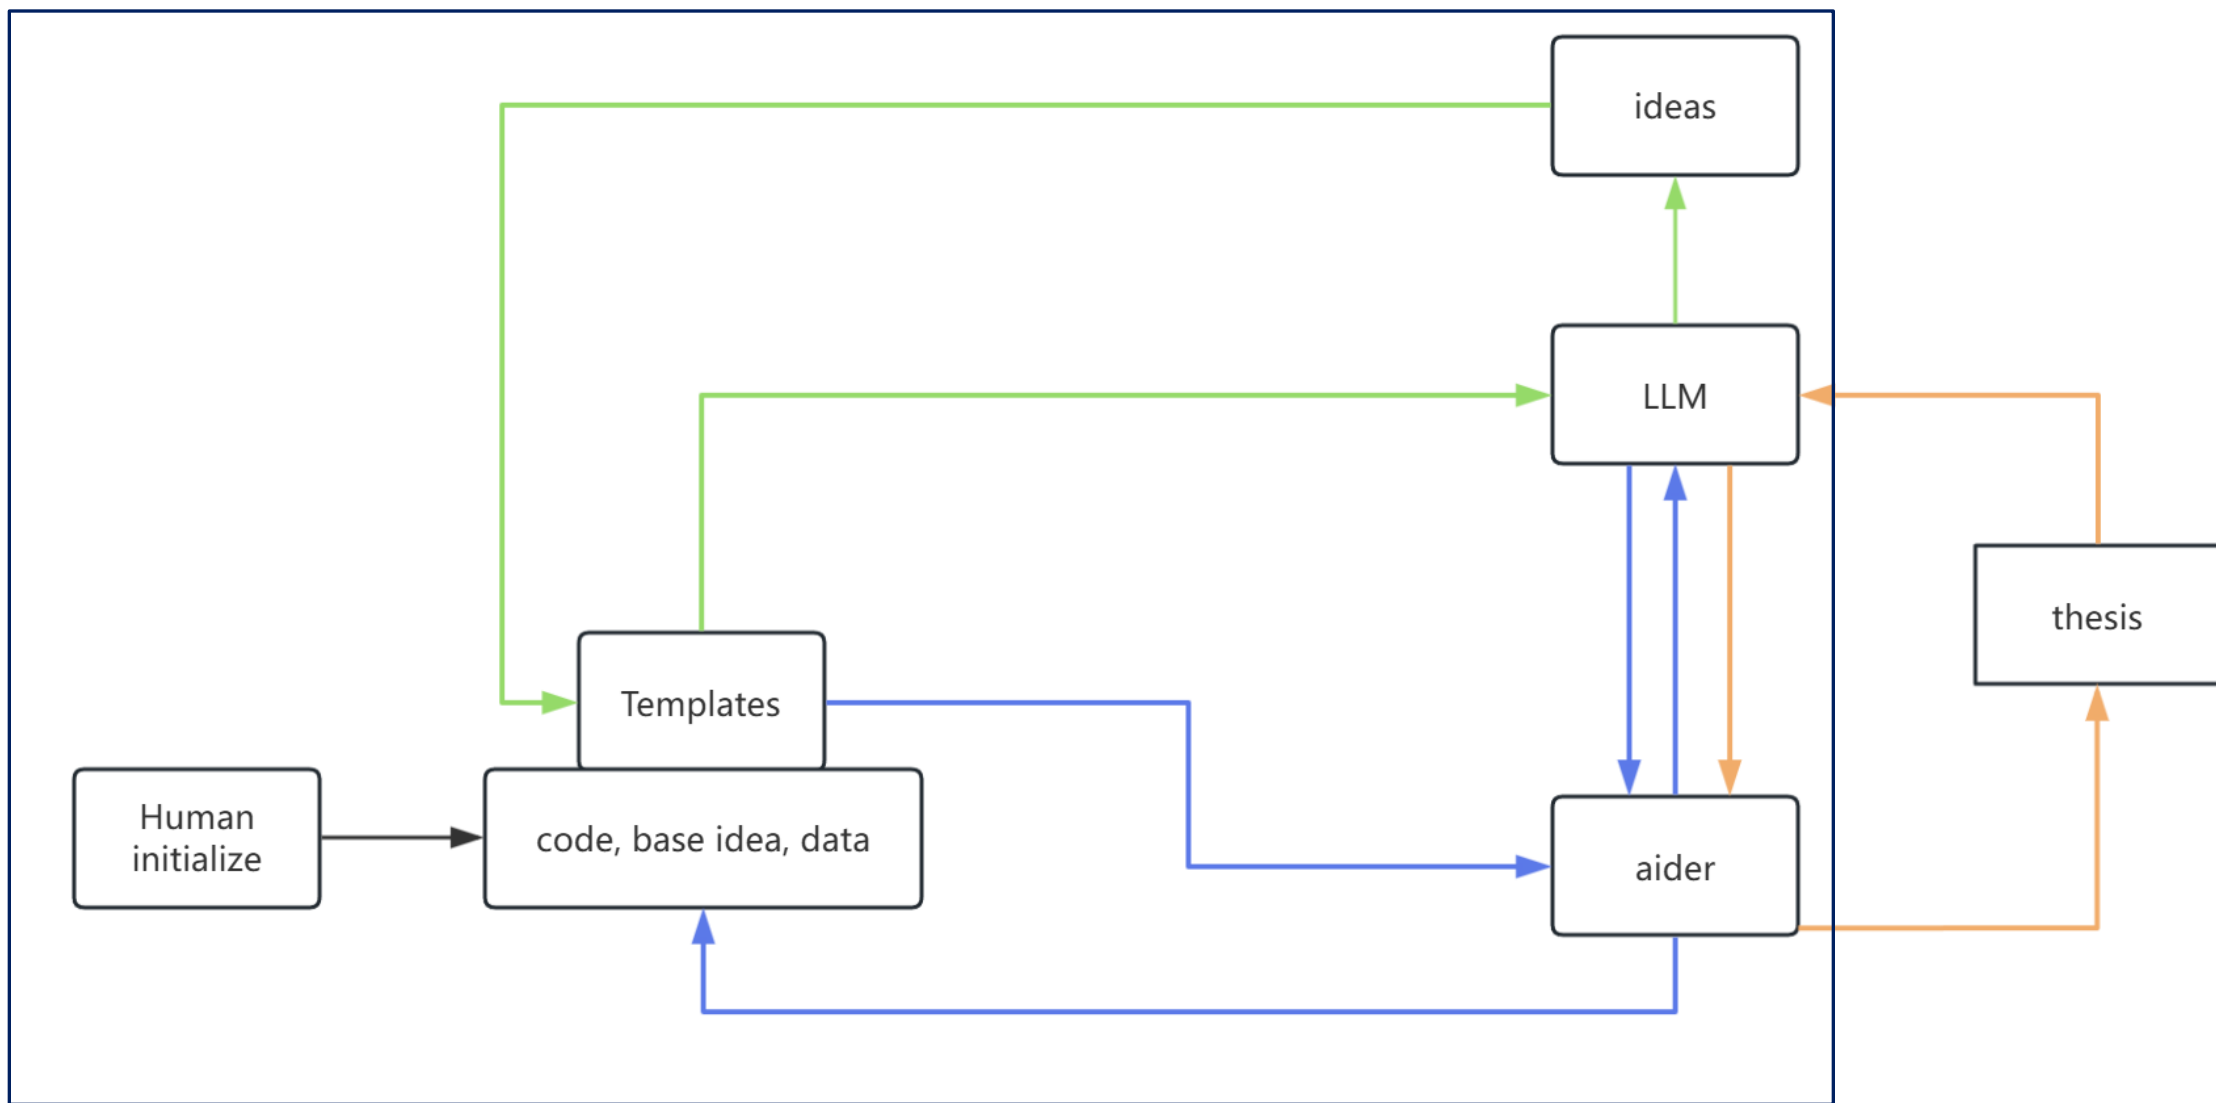 ideas
LLM
thesis
Templates
Human
initialize
code, base idea, data
aider